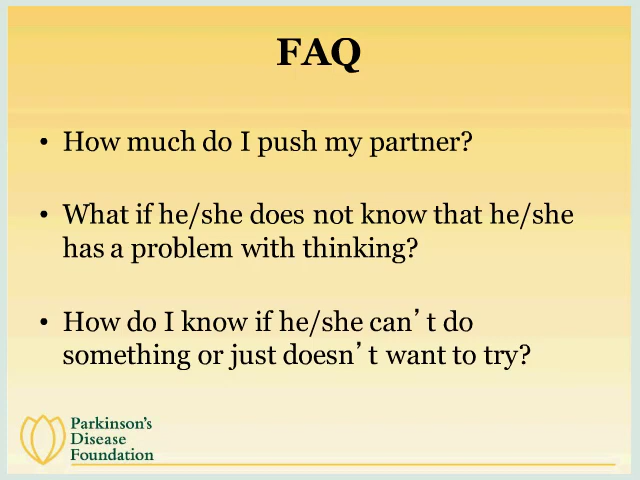 FAQ
• How much do I push my partner?
• What if he/she does not know that he/she
has a problem with thinking?
• How do I know if he/she can’t do
something or just doesn’t want to try?
Parkinson's
Disease
Foundation